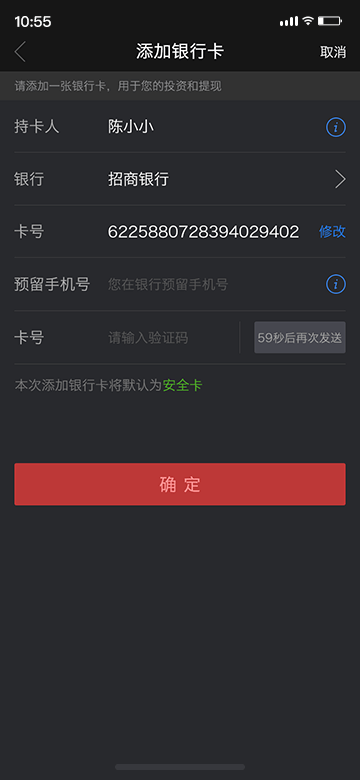 10:55
添加银行卡
取消
请添加一张银行卡，用于您的投资和提现
持卡人 陈小小
银行 招商银行
卡号 6225880728394029402 修改
预留手机号 您在银行预留手机号
卡号 请输入验证码 59秒后再次发送
本次添加银行卡将默认为安全卡
确 定